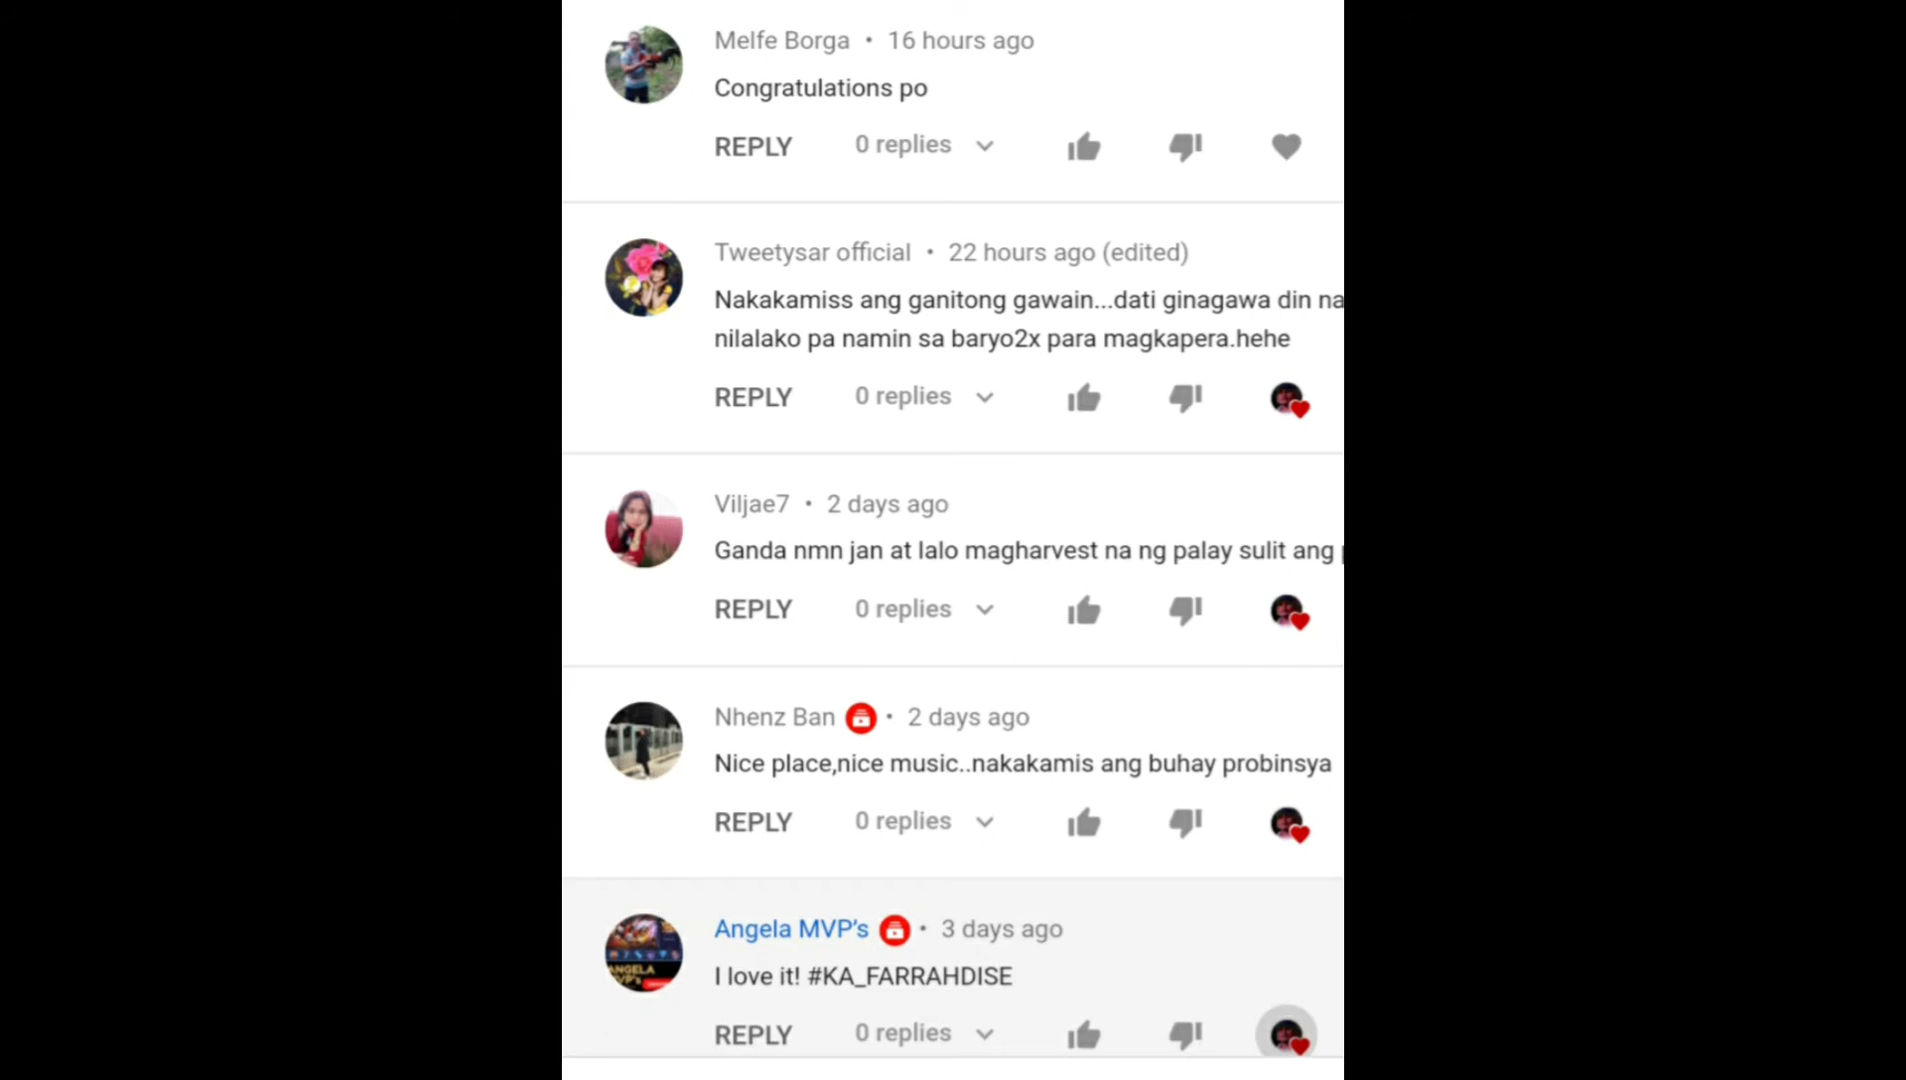 Melfe Borga • 16 hours ago
Congratulations po
REPLY 0 replies
Tweetysar official • 22 hours ago (edited)
Nakakamiss ang ganitong gawain...dati ginagawa din na
nilalako pa namin sa baryo2x para magkapera.hehe
REPLY 0 replies
Viljae7 • 2 days ago
Ganda nmn jan at lalo magharvest na ng palay sulit ang
REPLY 0 replies
Nhenz Ban • 2 days ago
Nice place,nice music..nakakamis ang buhay probinsya
REPLY 0 replies
Angela MVP's • 3 days ago
I love it! #KA_FARRAHDISE
REPLY 0 replies